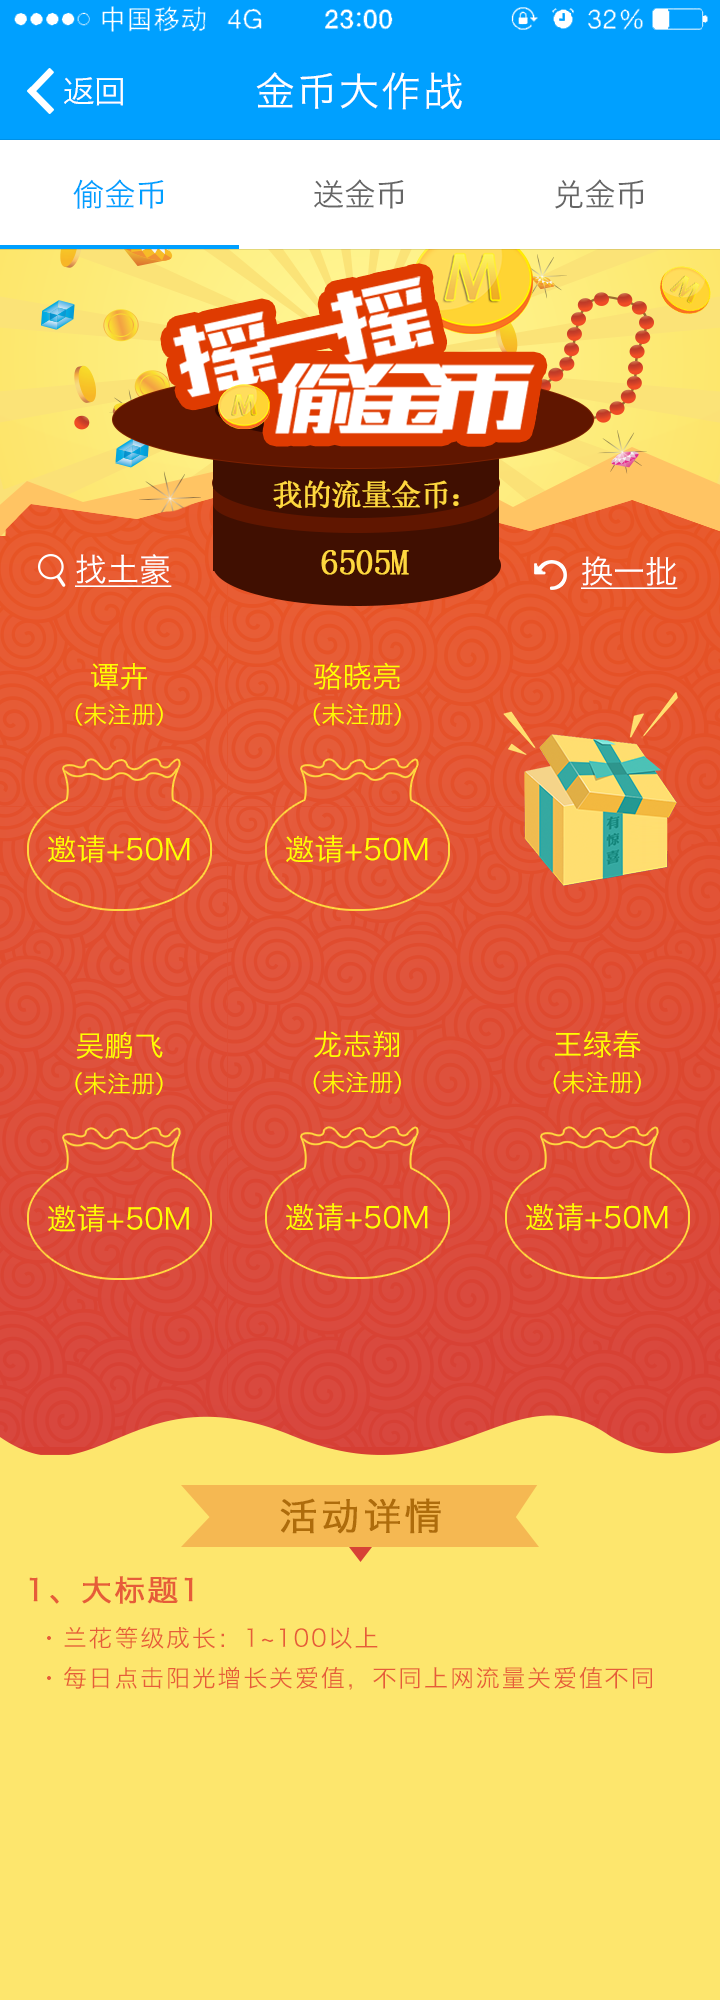 中国移动 4G 23:00 32%
返回 金币大作战
偷金币 送金币 兑金币
摇一摇
偷金币
我的流量金币：
6505M
找土豪 换一批
谭卉 骆晓亮
（未注册） （未注册）
有惊喜
邀请+50M 邀请+50M
吴鹏飞 龙志翔 王绿春
（未注册） （未注册） （未注册）
邀请+50M 邀请+50M 邀请+50M
活动详情
1、大标题1
· 兰花等级成长：1~100以上
· 每日点击阳光增长关爱值，不同上网流量关爱值不同